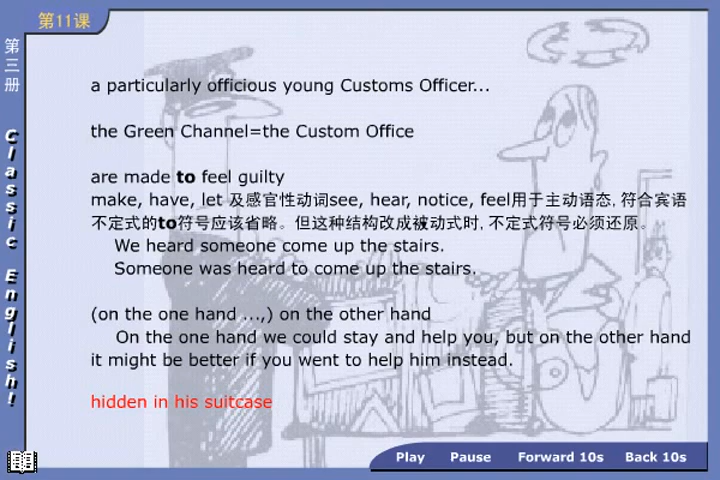 第11课
第三册
Classic English!
a particularly officious young Customs Officer...
the Green Channel=the Custom Office
are made to feel guilty
make, have, let 及感官性动词see, hear, notice, feel用于主动语态, 符合宾语
不定式的to符号应该省略。但这种结构改成被动式时, 不定式符号必须还原。
We heard someone come up the stairs.
Someone was heard to come up the stairs.
(on the one hand ...,) on the other hand
On the one hand we could stay and help you, but on the other hand
it might be better if you went to help him instead.
hidden in his suitcase
Play Pause Forward 10s Back 10s